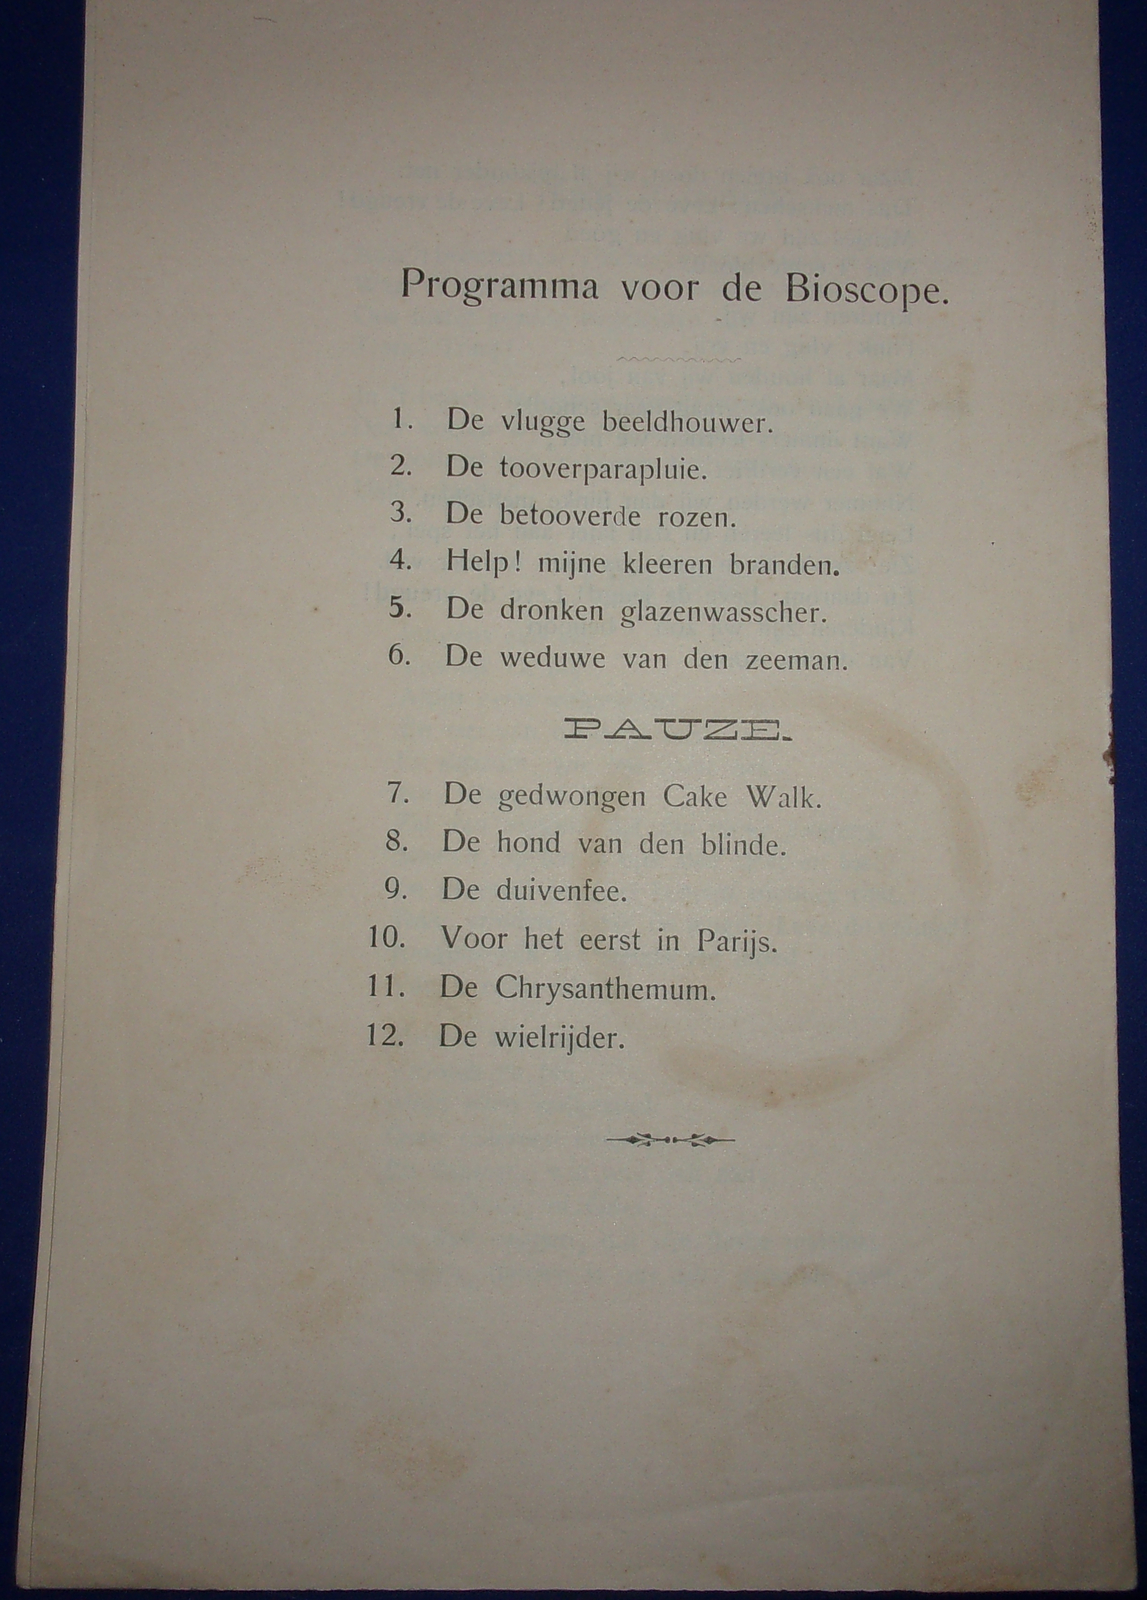 Programma voor de Bioscope.
1. De vlugge beeldhouwer.
2. De tooverparapluie.
3. De betooverde rozen.
4. Help! mijne kleeren branden.
5. De dronken glazenwasscher.
6. De weduwe van den zeeman.
PAUZE.
7. De gedwongen Cake Walk.
8. De hond van den blinde.
9. De duivenfee.
10. Voor het eerst in Parijs.
11. De Chrysanthemum.
12. De wielrijder.